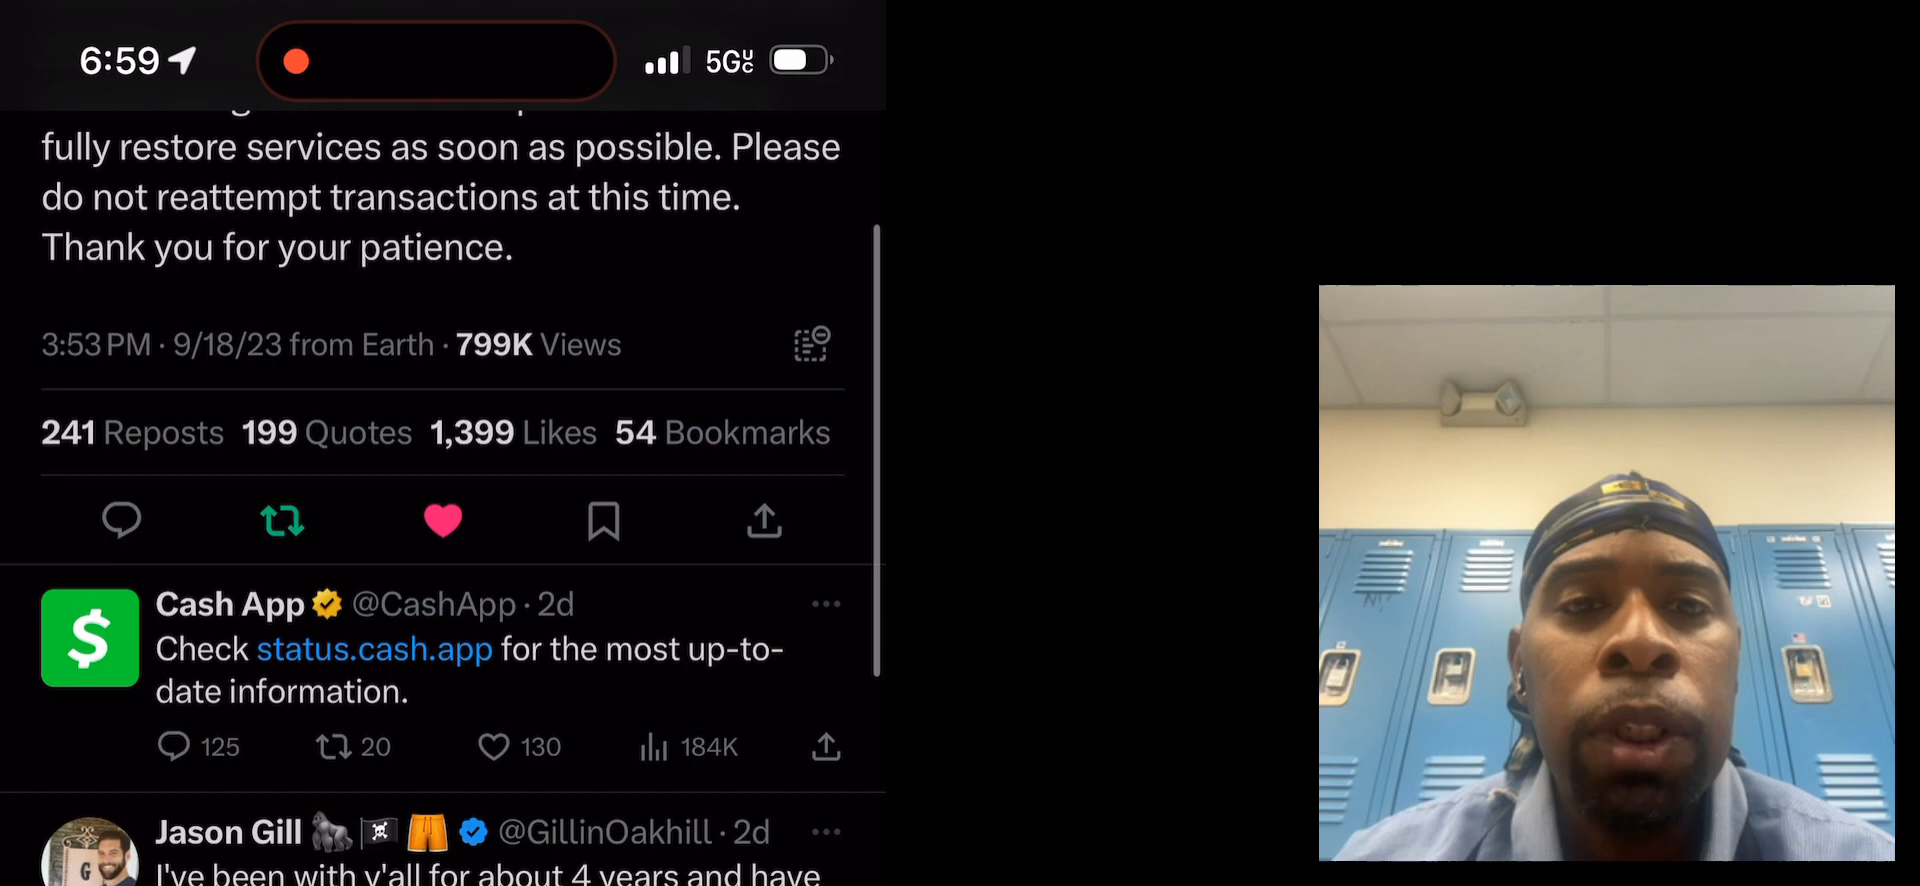 6:59
5GUC
fully restore services as soon as possible. Please
do not reattempt transactions at this time.
Thank you for your patience.
3:53 PM · 9/18/23 from Earth · 799K Views
241 Reposts 199 Quotes 1,399 Likes 54 Bookmarks
Cash App @CashApp · 2d
Check status.cash.app for the most up-to-
date information.
125 20 130 184K
Jason Gill @GillinOakhill · 2d
G
I've been with y'all for about 4 years and have